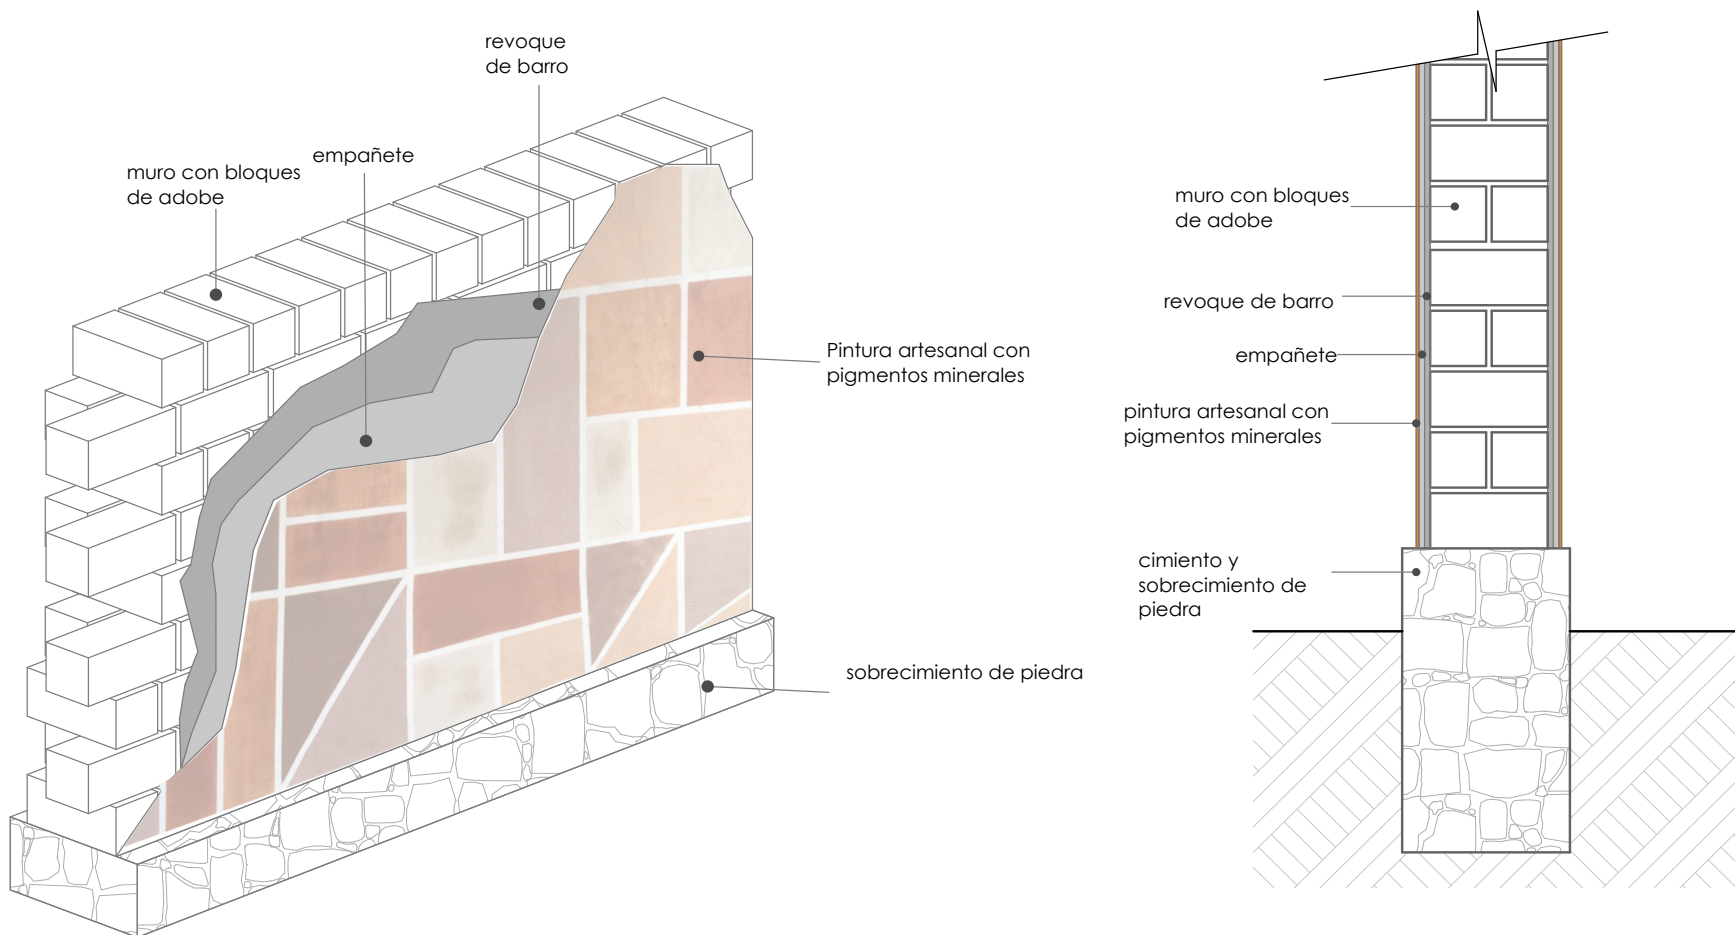 revoque
de barro
empañete
muro con bloques
de adobe
Pintura artesanal con
pigmentos minerales
sobrecimiento de piedra
muro con bloques
de adobe
revoque de barro
empañete
pintura artesanal con
pigmentos minerales
cimiento y
sobrecimiento de
piedra